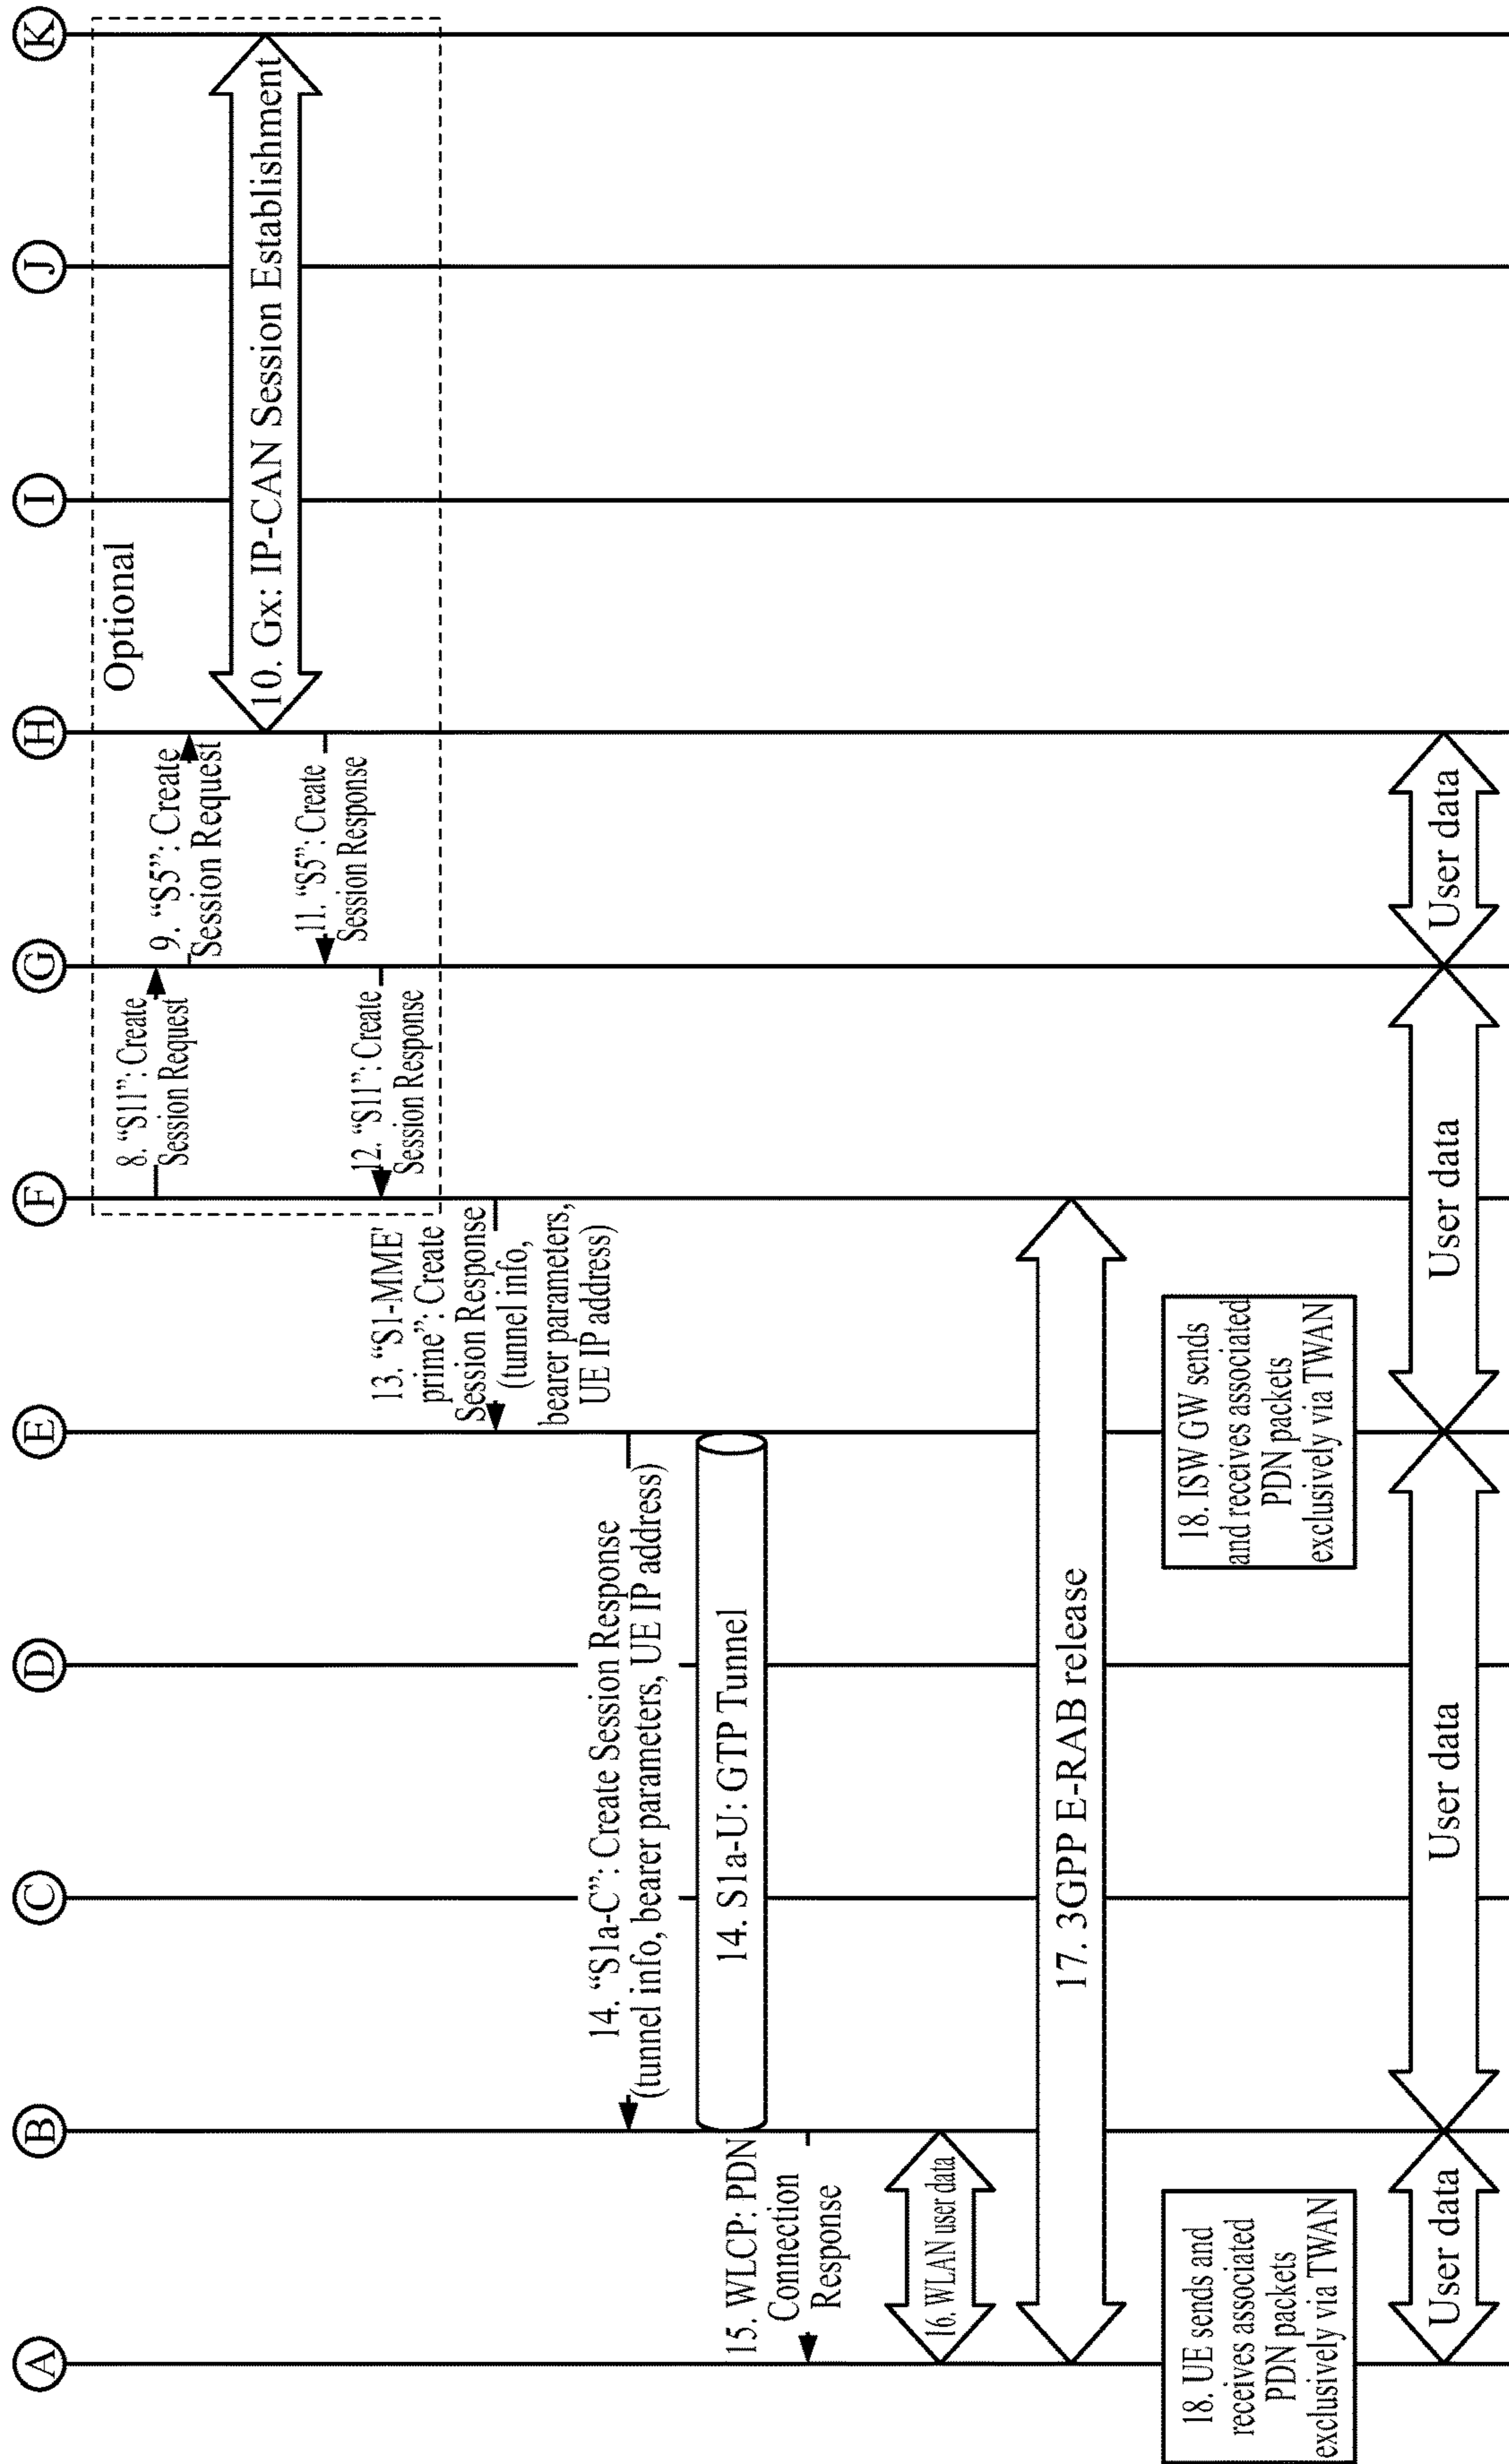 A
B
C
D
E
F
G
H
I
J
K
Optional
8. “S11”: Create
Session Request
9. “S5”: Create
Session Request
10. Gx: IP-CAN Session Establishment
11. “S5”: Create
Session Response
12. “S11”: Create
Session Response
13. “S1-MME'
prime”: Create
Session Response
(tunnel info,
bearer parameters,
UE IP address)
14. “S1a-C”: Create Session Response
(tunnel info, bearer parameters, UE IP address)
14. S1a-U: GTP Tunnel
15. WLCP: PDN
Connection
Response
16. WLAN user data
17. 3GPP E-RAB release
18. UE sends and
receives associated
PDN packets
exclusively via TWAN
18. ISW GW sends
and receives associated
PDN packets
exclusively via TWAN
User data
User data
User data
User data